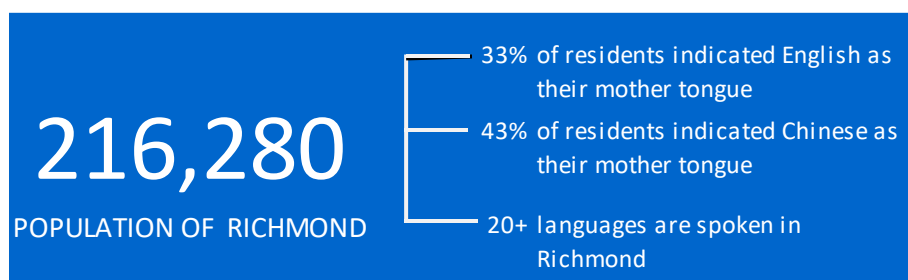 216,280
POPULATION OF RICHMOND
33% of residents indicated English as
their mother tongue
43% of residents indicated Chinese as
their mother tongue
20+ languages are spoken in
Richmond